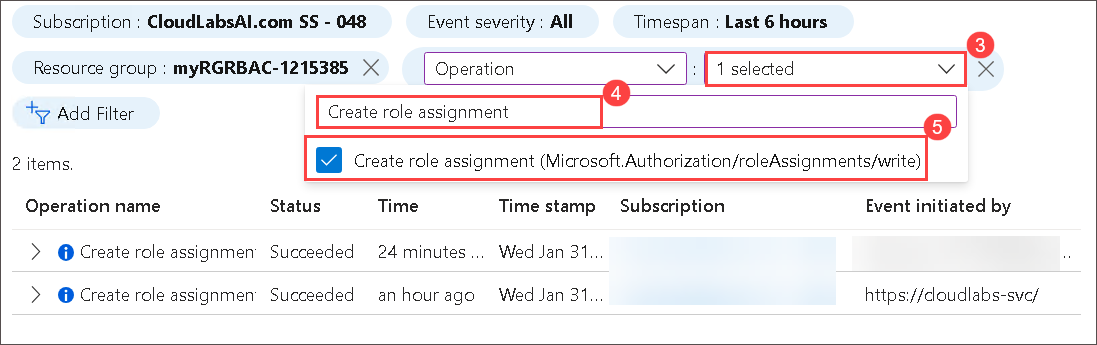 Subscription : CloudLabsAI.com SS - 048 Event severity : All Timespan : Last 6 hours
3
Resource group : myRGRBAC-1215385 Operation : 1 selected
4
Add Filter Create role assignment
5
2 items. Create role assignment (Microsoft.Authorization/roleAssignments/write)
Operation name Status Time Time stamp Subscription Event initiated by
Create role assignment Succeeded 24 minutes ... Wed Jan 31... ..
Create role assignment Succeeded an hour ago Wed Jan 31... https://cloudlabs-svc/